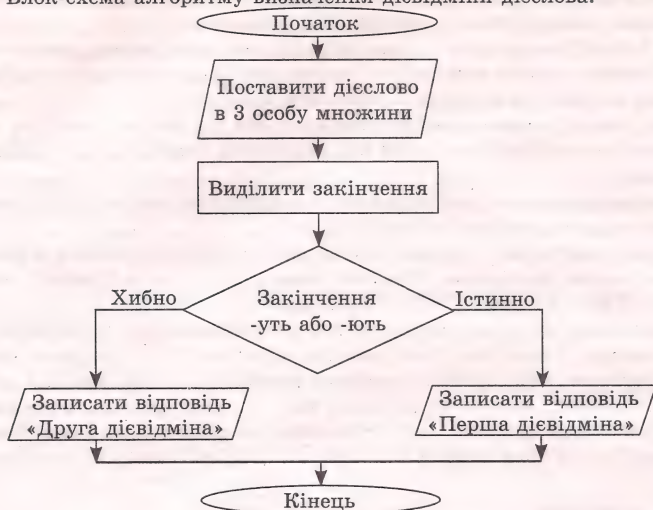 Блок-схема алгоритму визначення дієвідміни дієслова.
Початок
Поставити дієслово
в 3 особу множини
Виділити закінчення
Закінчення
-уть або -ють
Хибно
Істинно
Записати відповідь
«Друга дієвідміна»
Записати відповідь
«Перша дієвідміна»
Кінець